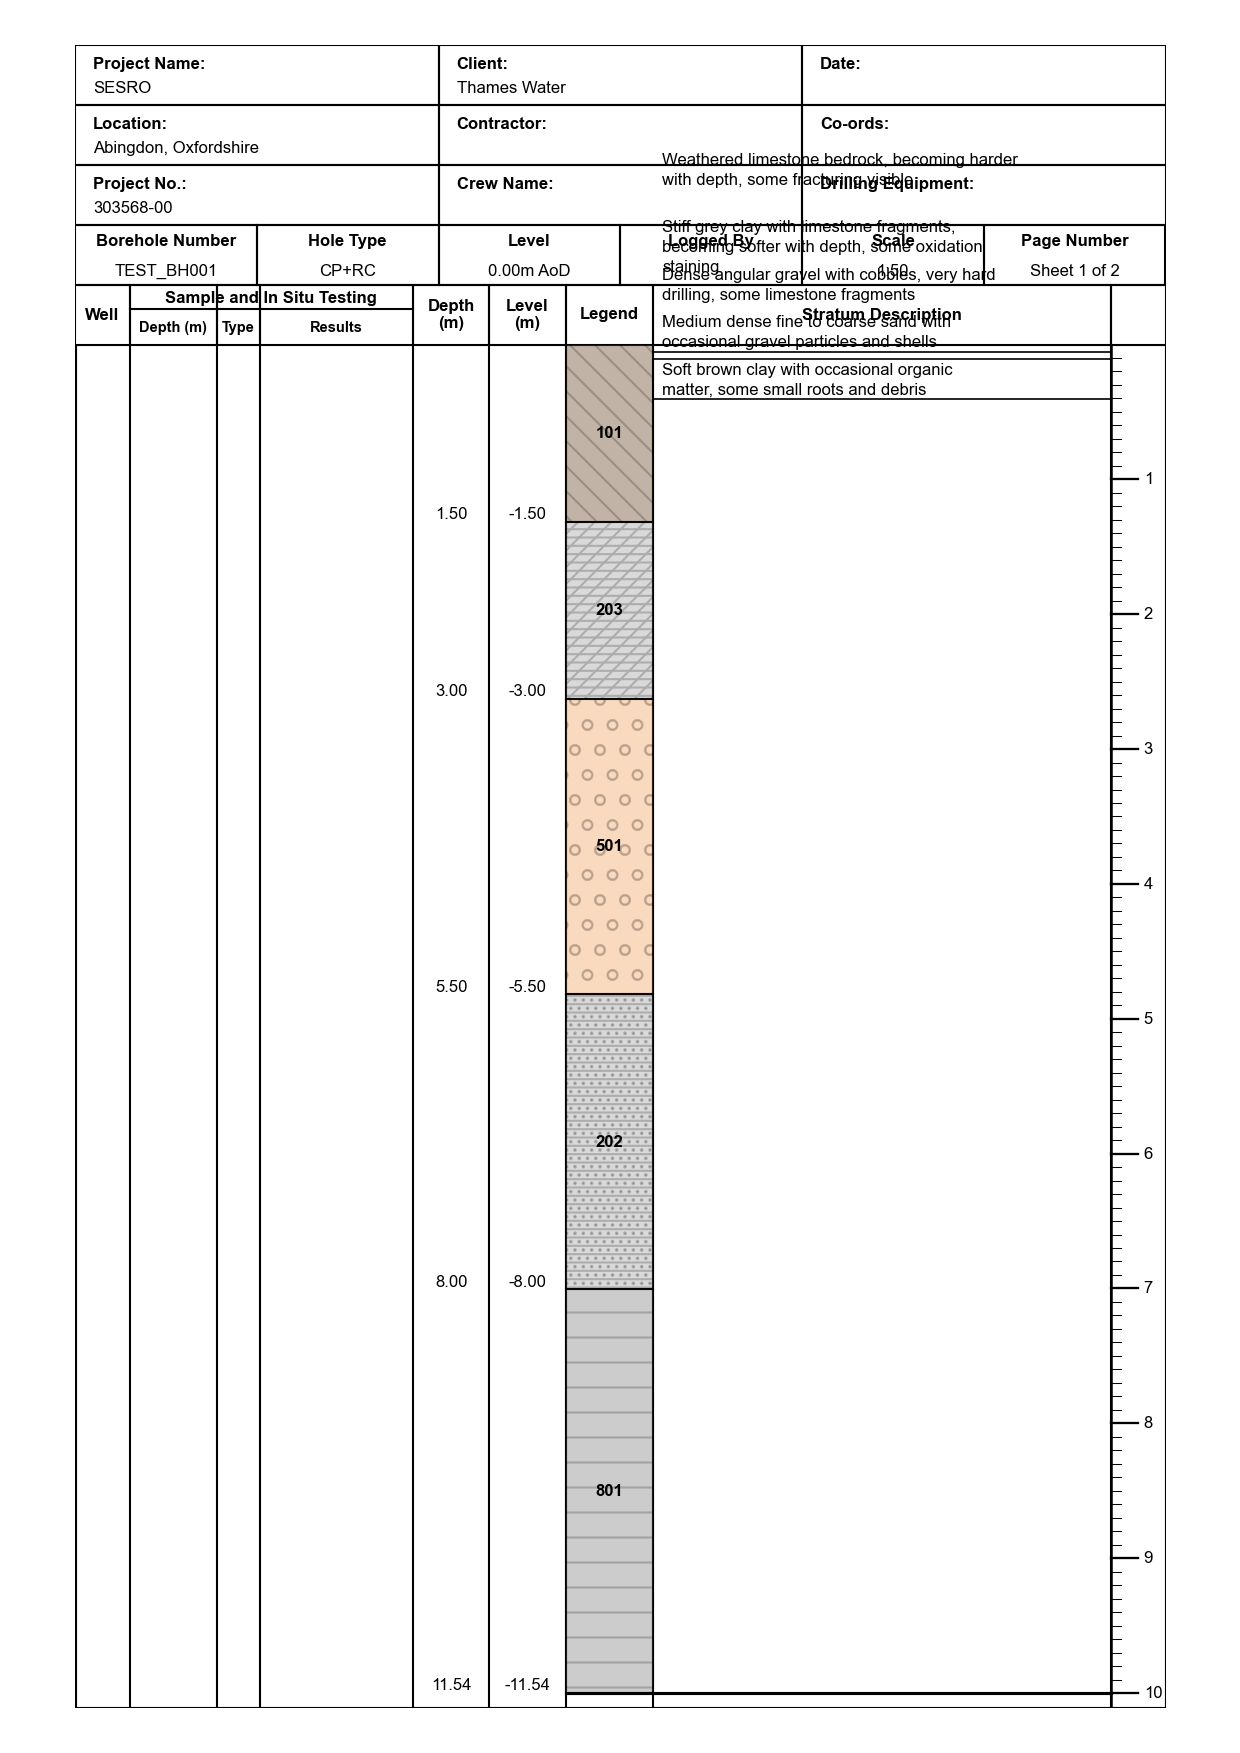 Project Name:
SESRO
Client:
Thames Water
Date:
Location:
Abingdon, Oxfordshire
Contractor:
Co-ords:
Weathered limestone bedrock, becoming harder
with depth, some fracturing visible
Project No.:
303568-00
Crew Name:
Drilling Equipment:
Stiff grey clay with limestone fragments,
becoming softer with depth, some oxidation
staining
Borehole Number
Hole Type
Level
Logged By
Scale
Page Number
TEST_BH001
CP+RC
0.00m AoD
1:50
Sheet 1 of 2
Dense angular gravel with cobbles, very hard
drilling, some limestone fragments
Well
Sample and In Situ Testing
Depth (m)
Type
Results
Depth
(m)
Level
(m)
Legend
Stratum Description
Medium dense fine to coarse sand with
occasional gravel particles and shells
Soft brown clay with occasional organic
matter, some small roots and debris
101
1
1.50
-1.50
203
2
3.00
-3.00
3
501
4
5.50
-5.50
5
202
6
8.00
-8.00
7
8
801
9
11.54
-11.54
10